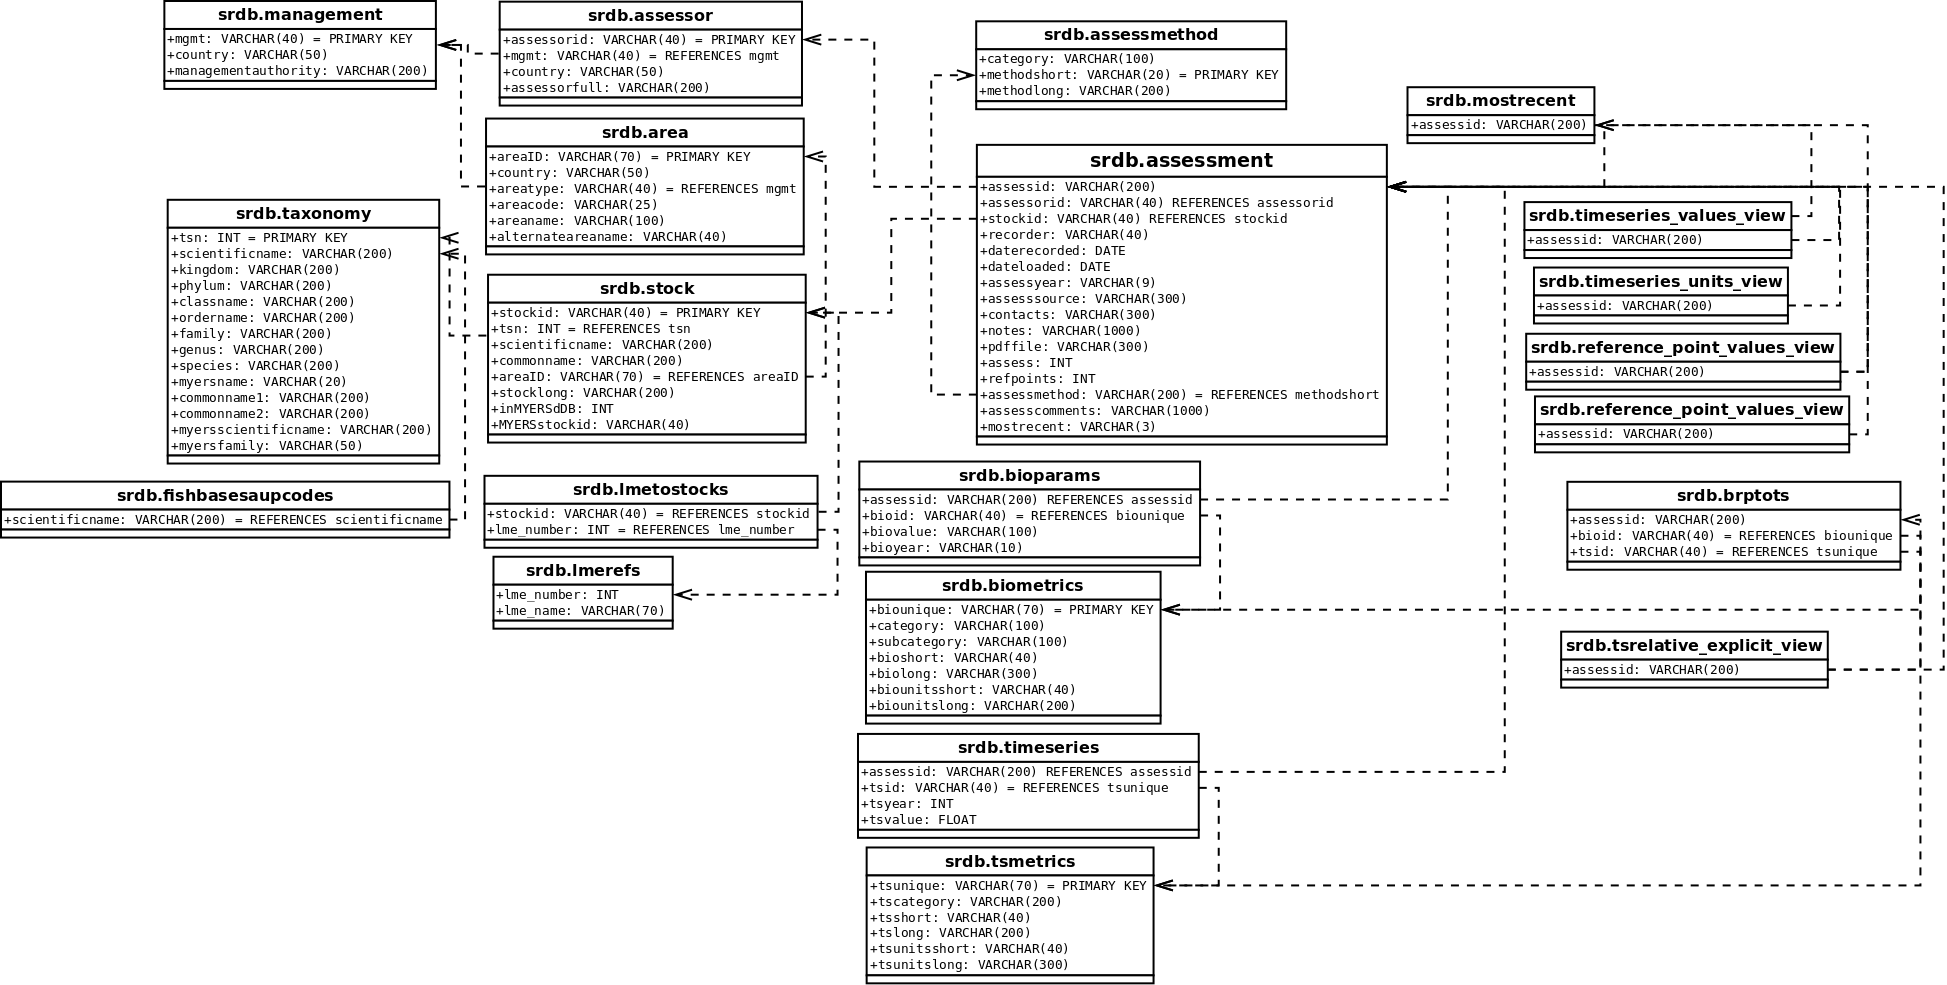 srdb.management
+mgmt: VARCHAR(40) = PRIMARY KEY
+country: VARCHAR(50)
+managementauthority: VARCHAR(200)
srdb.assessor
+assessorid: VARCHAR(40) = PRIMARY KEY
+mgmt: VARCHAR(40) = REFERENCES mgmt
+country: VARCHAR(50)
+assessorfull: VARCHAR(200)
srdb.area
+areaID: VARCHAR(70) = PRIMARY KEY
+country: VARCHAR(50)
+areatype: VARCHAR(40) = REFERENCES mgmt
+areacode: VARCHAR(25)
+areaname: VARCHAR(100)
+alternateareaname: VARCHAR(40)
srdb.taxonomy
+tsn: INT = PRIMARY KEY
+scientificname: VARCHAR(200)
+kingdom: VARCHAR(200)
+phylum: VARCHAR(200)
+classname: VARCHAR(200)
+ordername: VARCHAR(200)
+family: VARCHAR(200)
+genus: VARCHAR(200)
+species: VARCHAR(200)
+myersname: VARCHAR(20)
+commonname1: VARCHAR(200)
+commonname2: VARCHAR(200)
+myersscientificname: VARCHAR(200)
+myersfamily: VARCHAR(50)
srdb.stock
+stockid: VARCHAR(40) = PRIMARY KEY
+tsn: INT = REFERENCES tsn
+scientificname: VARCHAR(200)
+commonname: VARCHAR(200)
+areaID: VARCHAR(70) = REFERENCES areaID
+stocklong: VARCHAR(200)
+inMYERSdDB: INT
+MYERSstockid: VARCHAR(40)
srdb.fishbasesaupcodes
+scientificname: VARCHAR(200) = REFERENCES scientificname
srdb.lmetostocks
+stockid: VARCHAR(40) = REFERENCES stockid
+lme_number: INT = REFERENCES lme_number
srdb.lmerefs
+lme_number: INT
+lme_name: VARCHAR(70)
srdb.assessmethod
+category: VARCHAR(100)
+methodshort: VARCHAR(20) = PRIMARY KEY
+methodlong: VARCHAR(200)
srdb.assessment
+assessid: VARCHAR(200)
+assessorid: VARCHAR(40) REFERENCES assessorid
+stockid: VARCHAR(40) REFERENCES stockid
+recorder: VARCHAR(40)
+daterecorded: DATE
+dateloaded: DATE
+assessyear: VARCHAR(9)
+assesssource: VARCHAR(300)
+contacts: VARCHAR(300)
+notes: VARCHAR(1000)
+pdffile: VARCHAR(300)
+assess: INT
+refpoints: INT
+assessmethod: VARCHAR(200) = REFERENCES methodshort
+assesscomments: VARCHAR(1000)
+mostrecent: VARCHAR(3)
srdb.bioparams
+assessid: VARCHAR(200) REFERENCES assessid
+bioid: VARCHAR(40) = REFERENCES biounique
+biovalue: VARCHAR(100)
+bioyear: VARCHAR(10)
srdb.biometrics
+biounique: VARCHAR(70) = PRIMARY KEY
+category: VARCHAR(100)
+subcategory: VARCHAR(100)
+bioshort: VARCHAR(40)
+biolong: VARCHAR(300)
+biounitsshort: VARCHAR(40)
+biounitslong: VARCHAR(200)
srdb.timeseries
+assessid: VARCHAR(200) REFERENCES assessid
+tsid: VARCHAR(40) = REFERENCES tsunique
+tsyear: INT
+tsvalue: FLOAT
srdb.tsmetrics
+tsunique: VARCHAR(70) = PRIMARY KEY
+tscategory: VARCHAR(200)
+tsshort: VARCHAR(40)
+tslong: VARCHAR(200)
+tsunitsshort: VARCHAR(40)
+tsunitslong: VARCHAR(300)
srdb.mostrecent
+assessid: VARCHAR(200)
srdb.timeseries_values_view
+assessid: VARCHAR(200)
srdb.timeseries_units_view
+assessid: VARCHAR(200)
srdb.reference_point_values_view
+assessid: VARCHAR(200)
srdb.reference_point_values_view
+assessid: VARCHAR(200)
srdb.brptots
+assessid: VARCHAR(200)
+bioid: VARCHAR(40) = REFERENCES biounique
+tsid: VARCHAR(40) = REFERENCES tsunique
srdb.tsrelative_explicit_view
+assessid: VARCHAR(200)